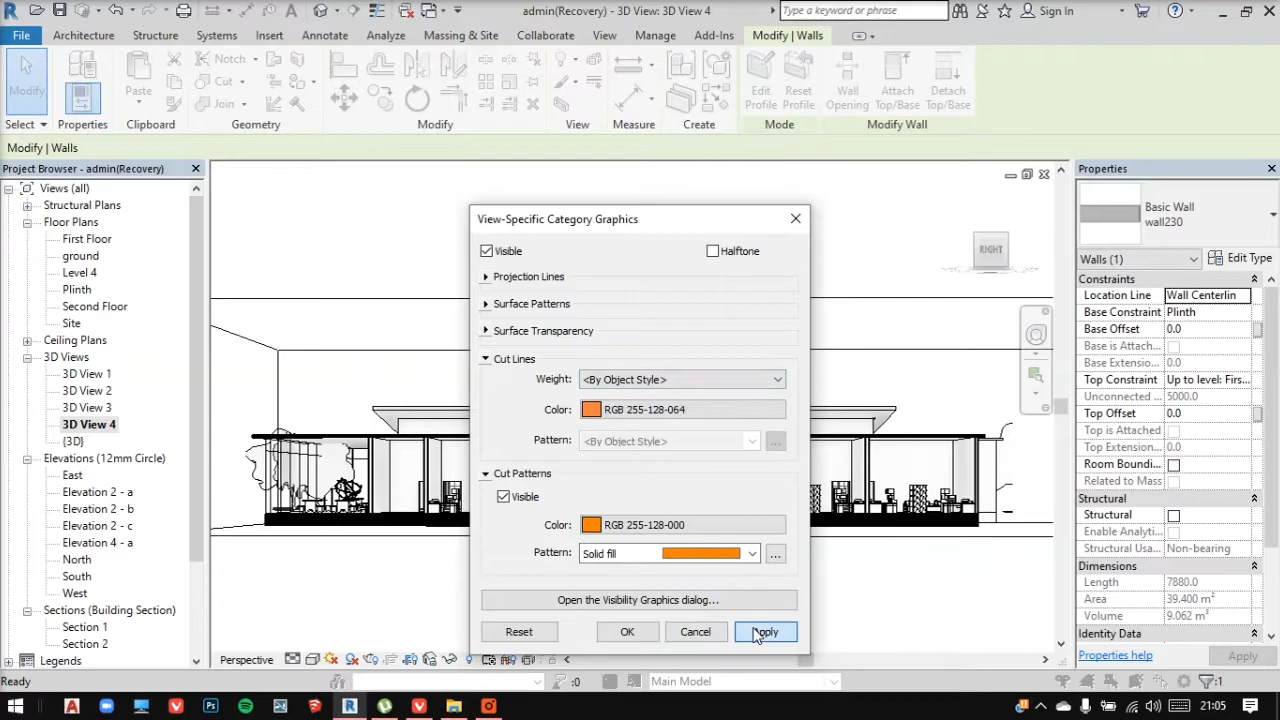 admin(Recovery) - 3D View: 3D View 4
Type a keyword or phrase
Sign In
File Architecture Structure Systems Insert Annotate Analyze Massing & Site Collaborate View Manage Add-Ins Modify | Walls
Modify
Select
Properties
Paste
Clipboard
Notch
Cut
Join
Geometry
Modify
View
Measure
Create
Edit Profile
Reset Profile
Mode
Wall Opening
Attach Top/Base
Detach Top/Base
Modify Wall
Modify | Walls
Project Browser - admin(Recovery)
Views (all)
Structural Plans
Floor Plans
First Floor
ground
Level 4
Plinth
Second Floor
Site
Ceiling Plans
3D Views
3D View 1
3D View 2
3D View 3
3D View 4
{3D}
Elevations (12mm Circle)
East
Elevation 2 - a
Elevation 2 - b
Elevation 2 - c
Elevation 4 - a
North
South
West
Sections (Building Section)
Section 1
Section 2
Legends
RIGHT
View-Specific Category Graphics
Visible
Halftone
Projection Lines
Surface Patterns
Surface Transparency
Cut Lines
Weight: <By Object Style>
Color: RGB 255-128-064
Pattern: <By Object Style> ...
Cut Patterns
Visible
Color: RGB 255-128-000
Pattern: Solid fill ...
Open the Visibility Graphics dialog...
Reset OK Cancel Apply
Properties
Basic Wall
wall230
Walls (1) Edit Type
Constraints
Location Line Wall Centerlin
Base Constraint Plinth
Base Offset 0.0
Base is Attach...
Base Extensio...
Top Constraint Up to level: Firs...
Unconnected ... 5000.0
Top Offset 0.0
Top is Attached
Top Extension...
Room Boundi...
Related to Mass
Structural
Structural
Enable Analyti...
Structural Usa... Non-bearing
Dimensions
Length 7880.0
Area 39.400 m²
Volume 9.062 m³
Identity Data
Properties help Apply
Perspective
Ready
:0
Main Model
:1
21:05